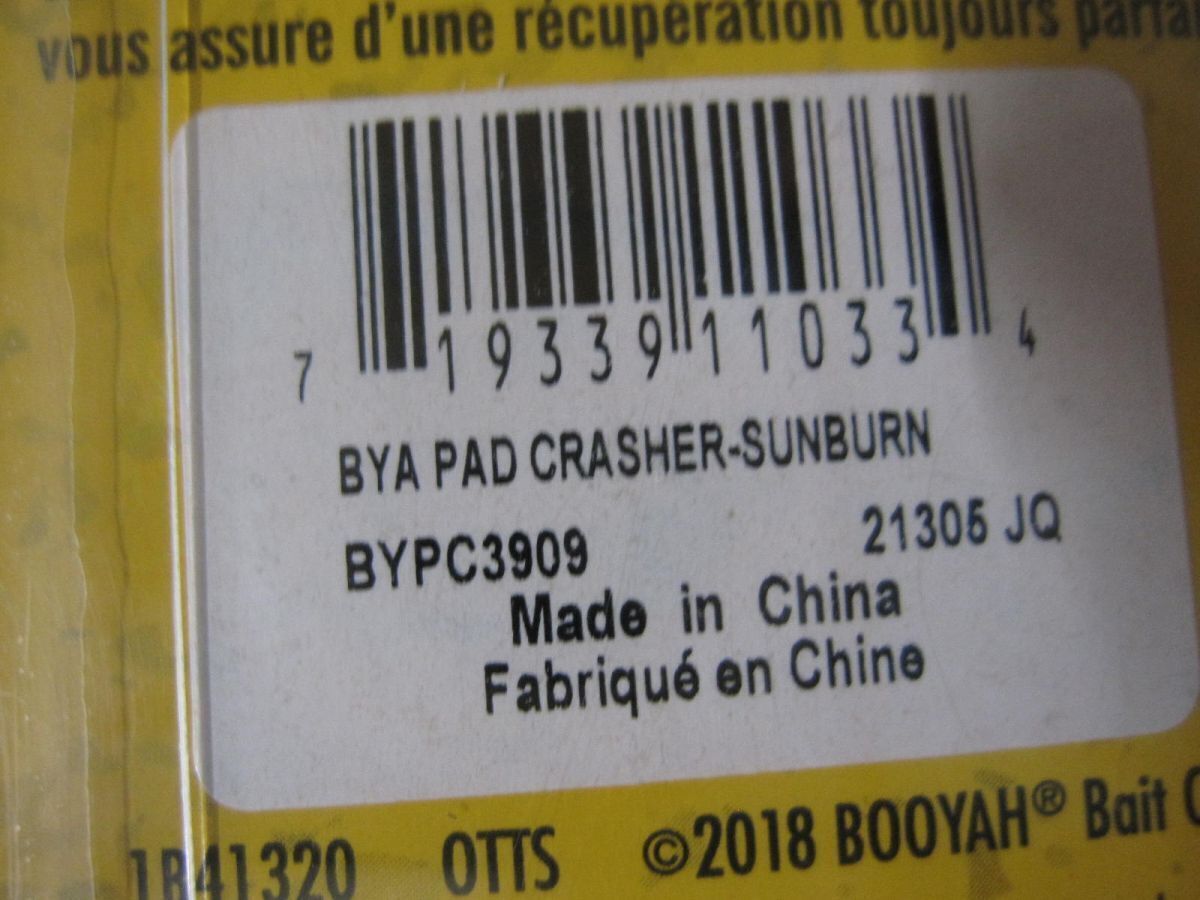 vous assure d'une récupération toujours
7 19339 11033 4
BYA PAD CRASHER-SUNBURN
BYPC3909 21305 JQ
Made in China
Fabriqué en Chine
1B41320 OTTS ©2018 BOOYAH® Bait